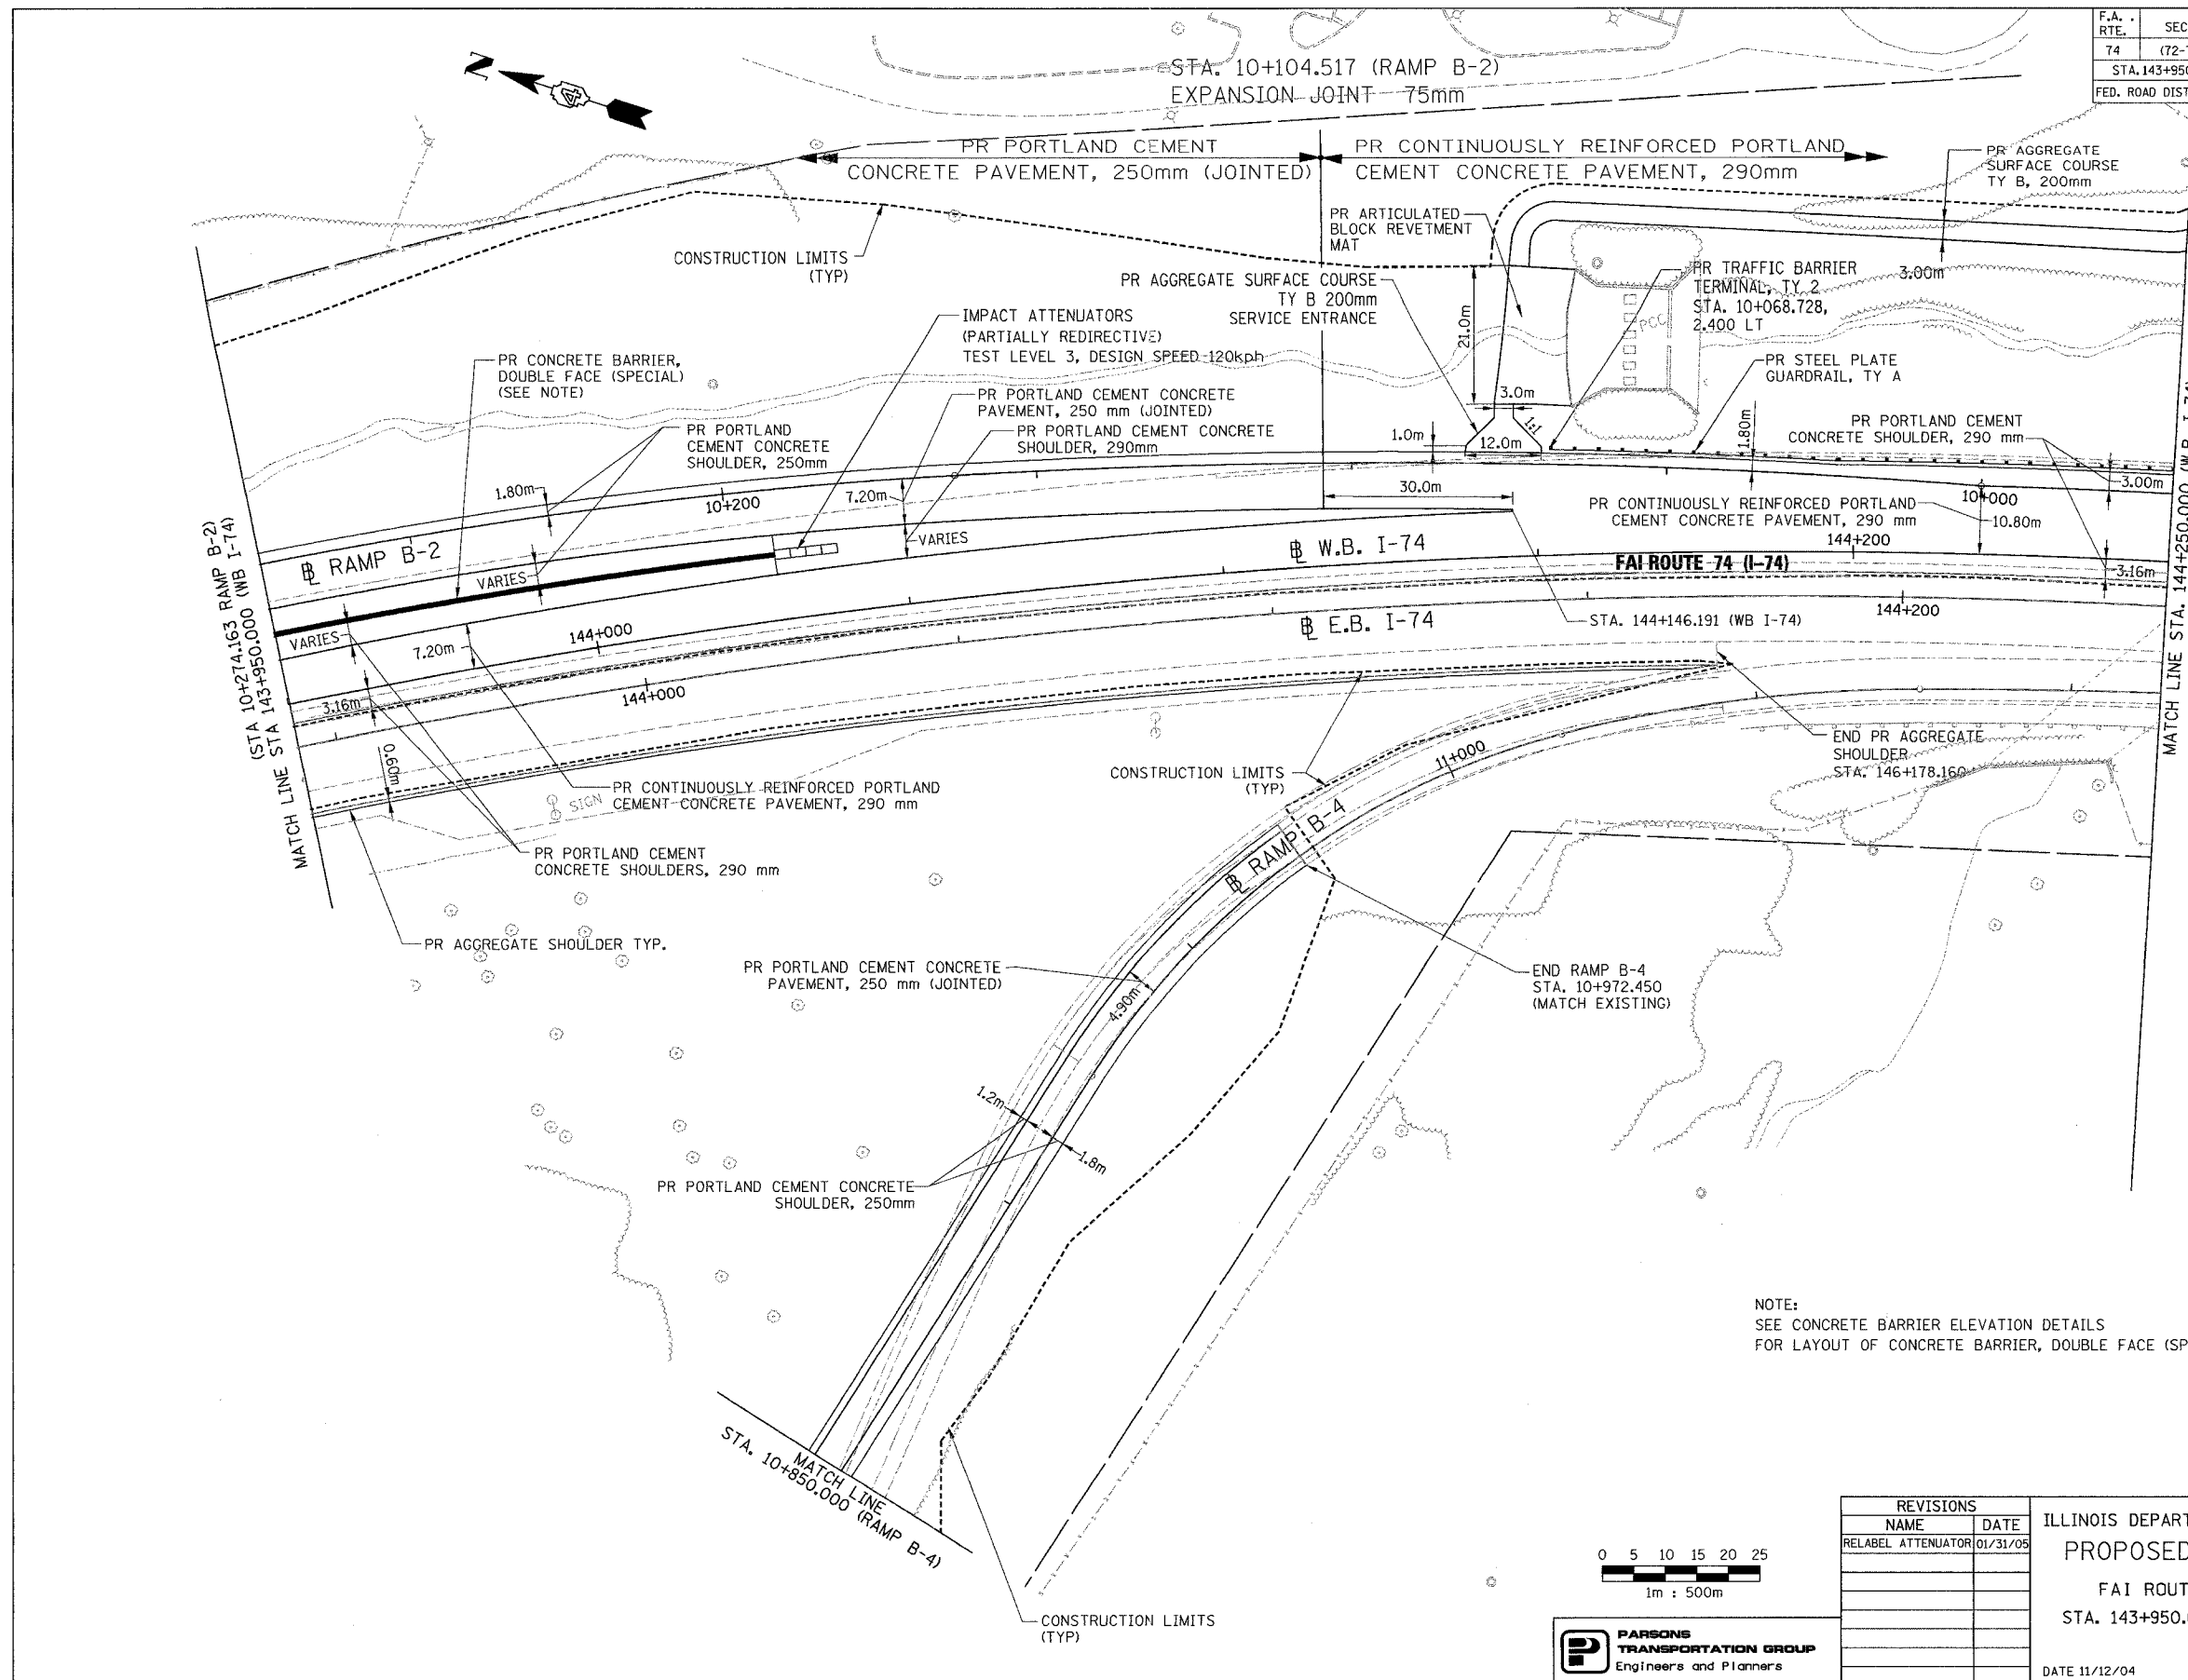 F.A.
RTE.
SEC
74
(72-
STA. 143+950
FED. ROAD DIST
N
4
STA. 10+104.517 (RAMP B-2)
EXPANSION JOINT 75mm
PR PORTLAND CEMENT
CONCRETE PAVEMENT, 250mm (JOINTED)
PR CONTINUOUSLY REINFORCED PORTLAND
CEMENT CONCRETE PAVEMENT, 290mm
PR AGGREGATE
SURFACE COURSE
TY B, 200mm
CONSTRUCTION LIMITS
(TYP)
PR ARTICULATED
BLOCK REVETMENT
MAT
PR AGGREGATE SURFACE COURSE
TY B 200mm
SERVICE ENTRANCE
PR TRAFFIC BARRIER
TERMINAL, TY 2
STA. 10+068.728,
2.400 LT
3.00m
21.0m
PCC
IMPACT ATTENUATORS
(PARTIALLY REDIRECTIVE)
TEST LEVEL 3, DESIGN SPEED 120kph
PR CONCRETE BARRIER,
DOUBLE FACE (SPECIAL)
(SEE NOTE)
PR STEEL PLATE
GUARDRAIL, TY A
PR PORTLAND CEMENT CONCRETE
PAVEMENT, 250 mm (JOINTED)
PR PORTLAND CEMENT CONCRETE
SHOULDER, 290mm
PR PORTLAND
CEMENT CONCRETE
SHOULDER, 250mm
3.0m
1:1
1.0m
12.0m
1.80m
PR PORTLAND CEMENT
CONCRETE SHOULDER, 290 mm
1.80m
10+200
7.20m
30.0m
3.00m
10+000
PR CONTINUOUSLY REINFORCED PORTLAND
CEMENT CONCRETE PAVEMENT, 290 mm
10.80m
VARIES
BL RAMP B-2
VARIES
BL W.B. I-74
144+200
FAI ROUTE 74 (I-74)
3.16m
VARIES
7.20m
144+000
BL E.B. I-74
STA. 144+146.191 (WB I-74)
144+200
144+000
3.16m
0.60m
(STA 10+274.163 RAMP B-2)
MATCH LINE STA 143+950.000 (WB I-74)
MATCH LINE STA. 144+250.000 (W.B. I-74)
END PR AGGREGATE
SHOULDER
STA. 146+178.160
CONSTRUCTION LIMITS
(TYP)
11+000
SIGN
PR CONTINUOUSLY REINFORCED PORTLAND
CEMENT CONCRETE PAVEMENT, 290 mm
PR PORTLAND CEMENT
CONCRETE SHOULDERS, 290 mm
BL RAMP B-4
PR AGGREGATE SHOULDER TYP.
PR PORTLAND CEMENT CONCRETE
PAVEMENT, 250 mm (JOINTED)
4.90m
END RAMP B-4
STA. 10+972.450
(MATCH EXISTING)
1.2m
1.8m
PR PORTLAND CEMENT CONCRETE
SHOULDER, 250mm
NOTE:
SEE CONCRETE BARRIER ELEVATION DETAILS
FOR LAYOUT OF CONCRETE BARRIER, DOUBLE FACE (SP
MATCH LINE
STA. 10+850.000 (RAMP B-4)
CONSTRUCTION LIMITS
(TYP)
0 5 10 15 20 25
1m : 500m
PARSONS
TRANSPORTATION GROUP
Engineers and Planners
REVISIONS
NAME DATE
RELABEL ATTENUATOR 01/31/05
ILLINOIS DEPART
PROPOSED
FAI ROUT
STA. 143+950.
DATE 11/12/04